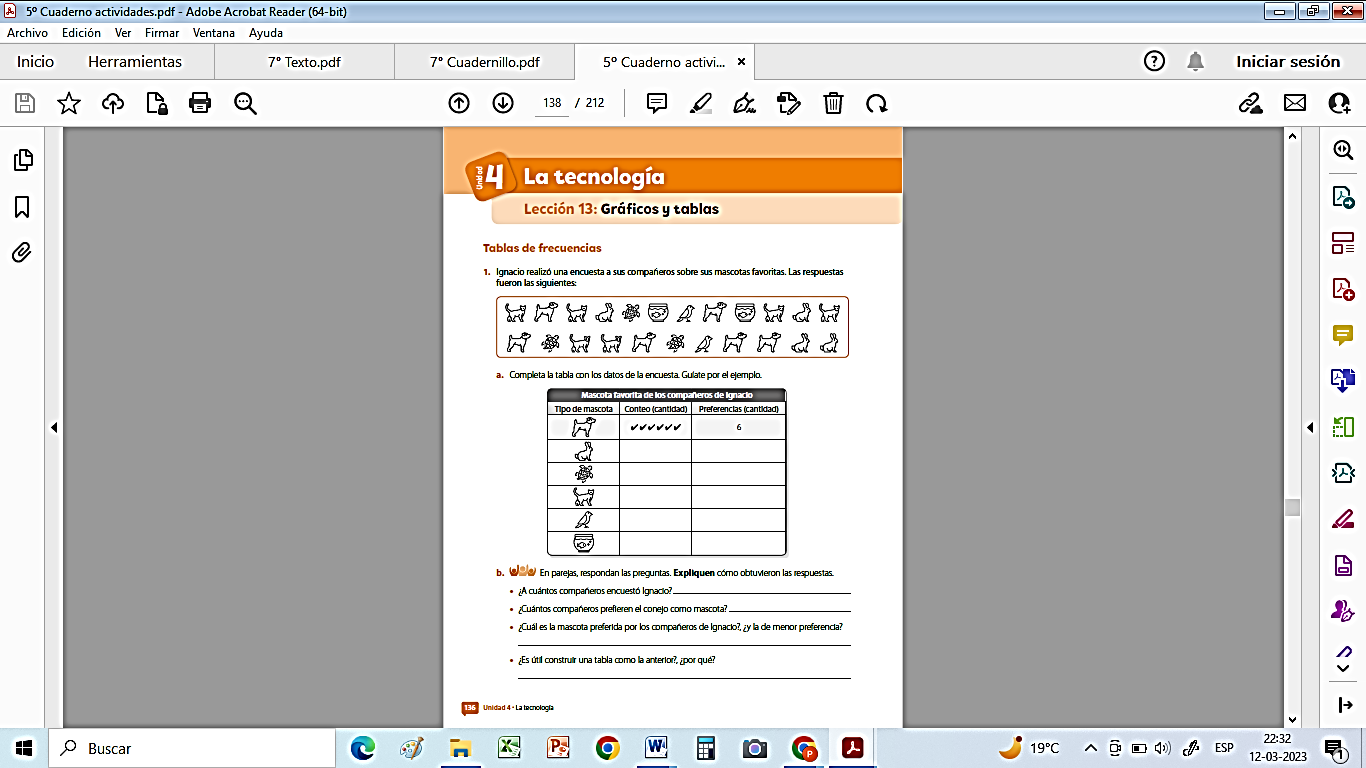 5º Cuaderno actividades.pdf - Adobe Acrobat Reader (64-bit)
Archivo Edición Ver Firmar Ventana Ayuda
Inicio Herramientas 7º Texto.pdf 7º Cuadernillo.pdf 5º Cuaderno activi... × Iniciar sesión
138 / 212
Unidad 4 La tecnología
Lección 13: Gráficos y tablas
Tablas de frecuencias
1. Ignacio realizó una encuesta a sus compañeros sobre sus mascotas favoritas. Las respuestas
fueron las siguientes:
a. Completa la tabla con los datos de la encuesta. Guíate por el ejemplo.
Mascota favorita de los compañeros de Ignacio
Tipo de mascota Conteo (cantidad) Preferencias (cantidad)
✔✔✔✔✔✔ 6
b. En parejas, respondan las preguntas. Expliquen cómo obtuvieron las respuestas.
• ¿A cuántos compañeros encuestó Ignacio?
• ¿Cuántos compañeros prefieren el conejo como mascota?
• ¿Cuál es la mascota preferida por los compañeros de Ignacio?, ¿y la de menor preferencia?
• ¿Es útil construir una tabla como la anterior?, ¿por qué?
136 Unidad 4 • La tecnología
Buscar 19°C ESP 22:32
12-03-2023 1